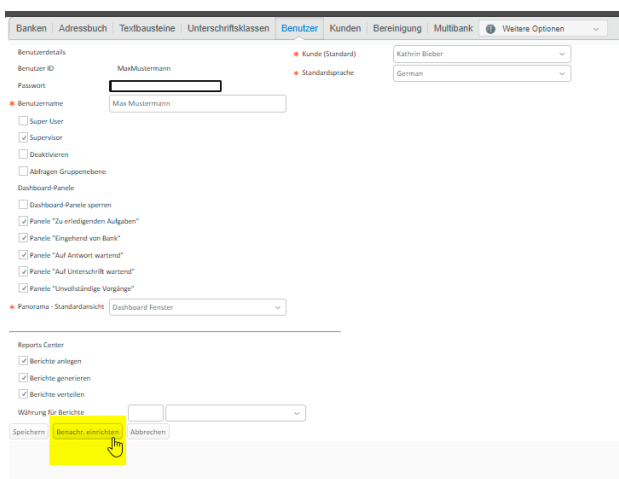 Banken Adressbuch Textbausteine Unterschriftsklassen Benutzer Kunden Bereinigung Multibank Weitere Optionen
Benutzerdetails
* Kunde (Standard) Kathrin Bieber
Benutzer ID MaxMustermann
* Standardsprache German
Passwort
* Benutzername Max Mustermann
Super User
Supervisor
Deaktivieren
Abfragen Gruppenebene
Dashboard-Panele
Dashboard-Panele sperren
Panele "Zu erledigenden Aufgaben"
Panele "Eingehend von Bank"
Panele "Auf Antwort wartend"
Panele "Auf Unterschrift wartend"
Panele "Unvollständige Vorgänge"
* Panorama - Standardansicht Dashboard Fenster
Reports Center
Berichte anlegen
Berichte generieren
Berichte verteilen
Währung für Berichte
Speichern Benachr. einrichten Abbrechen